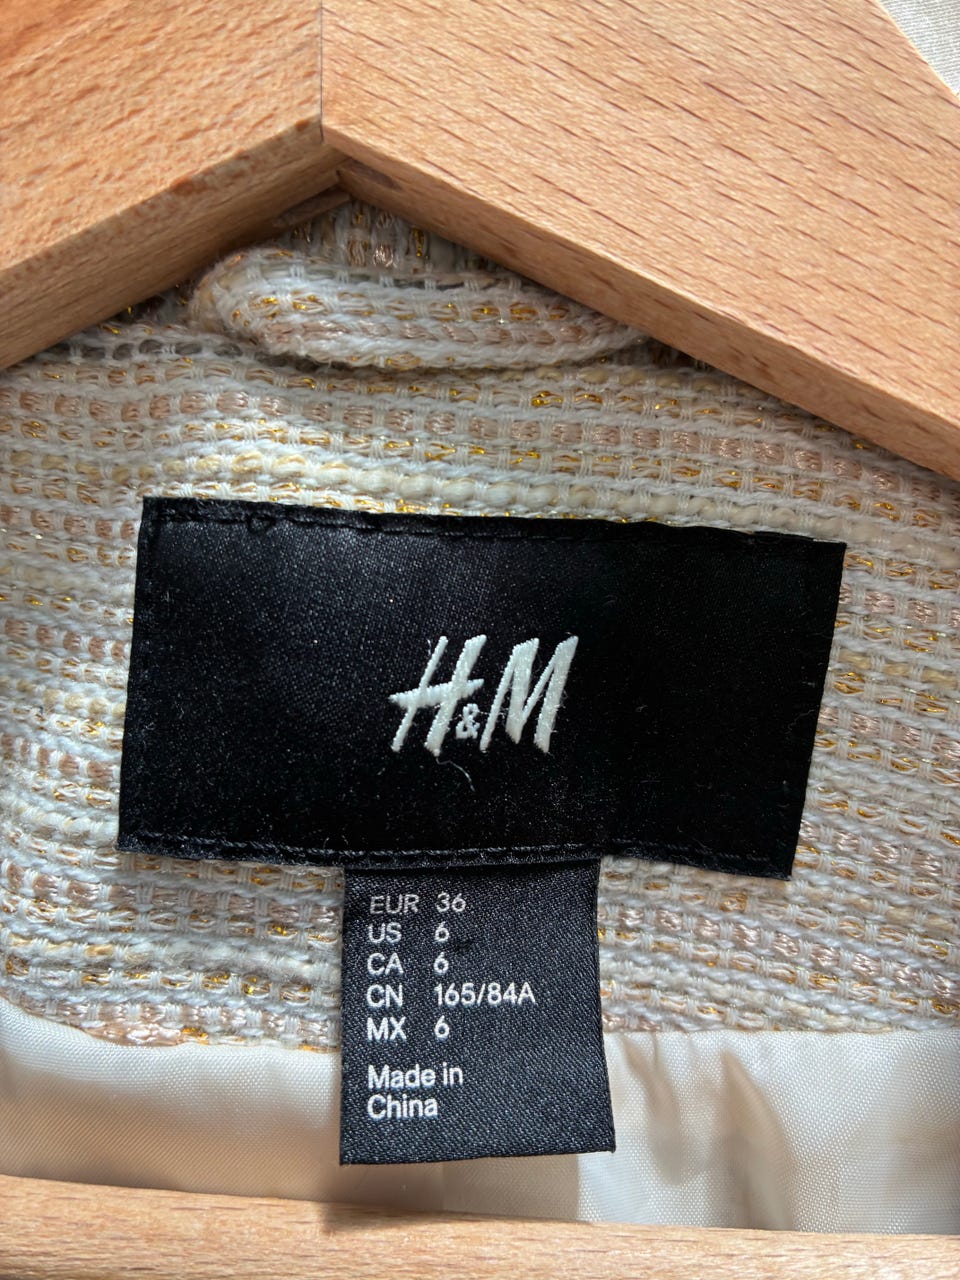 H&M
EUR 36
US 6
CA 6
CN 165/84A
MX 6
Made in
China